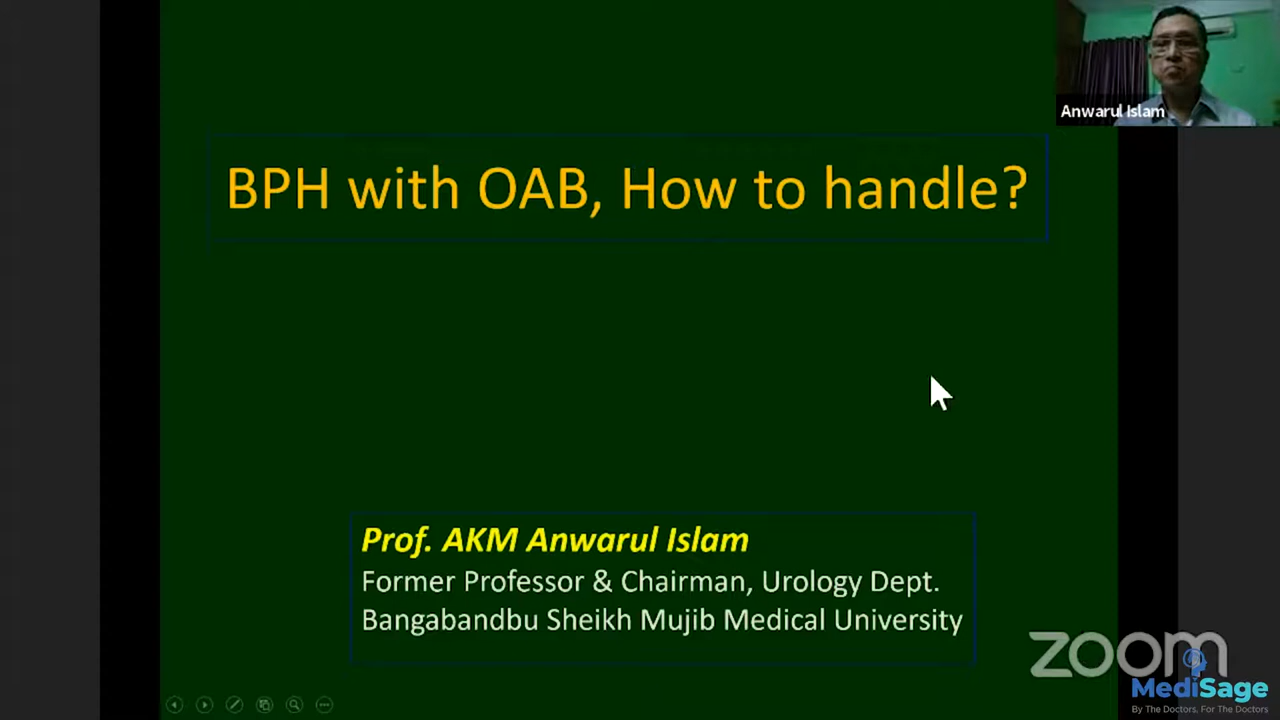 Anwarul Islam
BPH with OAB, How to handle?
Prof. AKM Anwarul Islam
Former Professor & Chairman, Urology Dept.
Bangabandbu Sheikh Mujib Medical University
zoom
MediSage
By The Doctors, For The Doctors